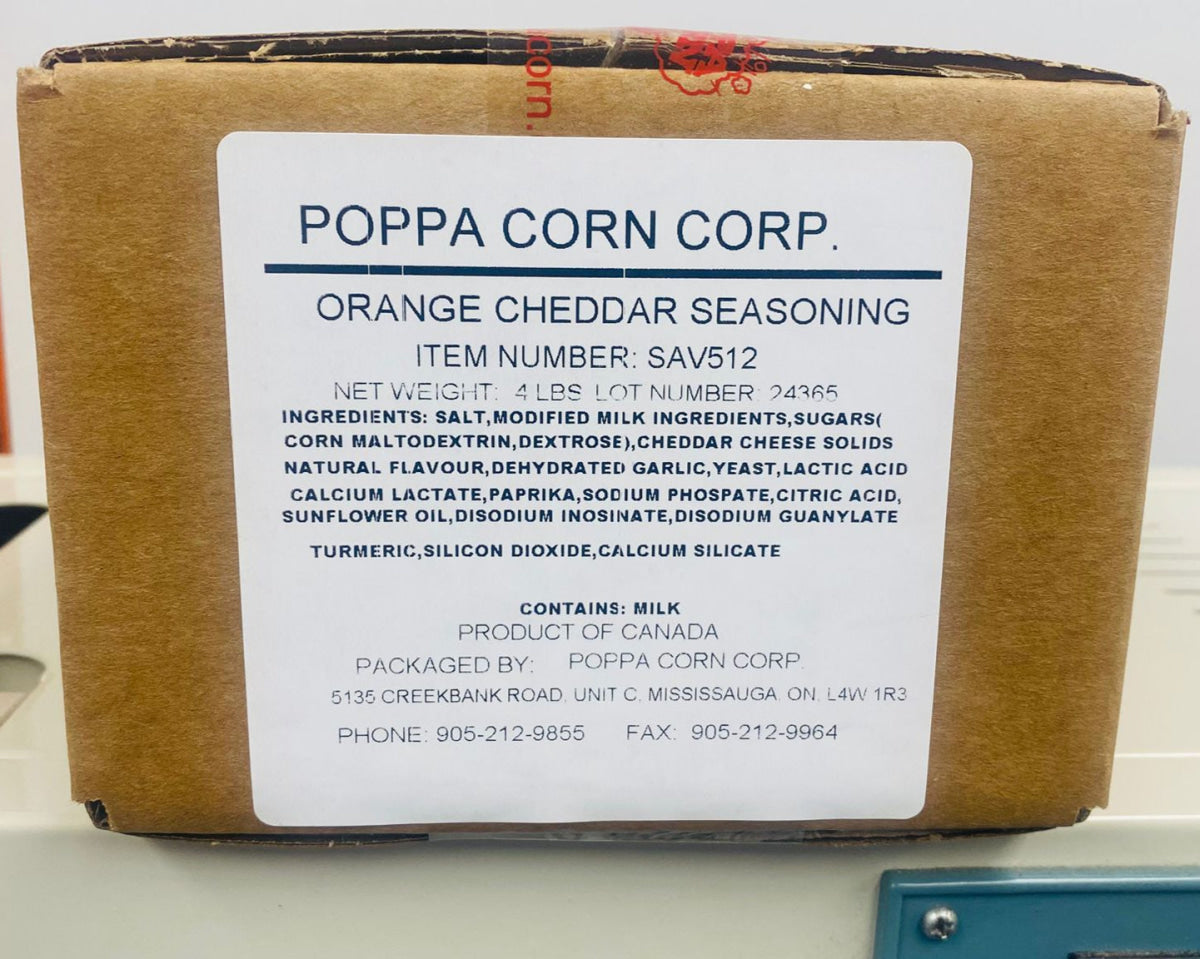 corn.
POPPA CORN CORP.
ORANGE CHEDDAR SEASONING
ITEM NUMBER: SAV512
NET WEIGHT: 4 LBS LOT NUMBER: 24365
INGREDIENTS: SALT,MODIFIED MILK INGREDIENTS,SUGARS(
CORN MALTODEXTRIN,DEXTROSE),CHEDDAR CHEESE SOLIDS
NATURAL FLAVOUR,DEHYDRATED GARLIC,YEAST,LACTIC ACID
CALCIUM LACTATE,PAPRIKA,SODIUM PHOSPATE,CITRIC ACID,
SUNFLOWER OIL,DISODIUM INOSINATE,DISODIUM GUANYLATE
TURMERIC,SILICON DIOXIDE,CALCIUM SILICATE
CONTAINS: MILK
PRODUCT OF CANADA
PACKAGED BY: POPPA CORN CORP.
5135 CREEKBANK ROAD, UNIT C, MISSISSAUGA, ON, L4W 1R3
PHONE: 905-212-9855 FAX: 905-212-9964